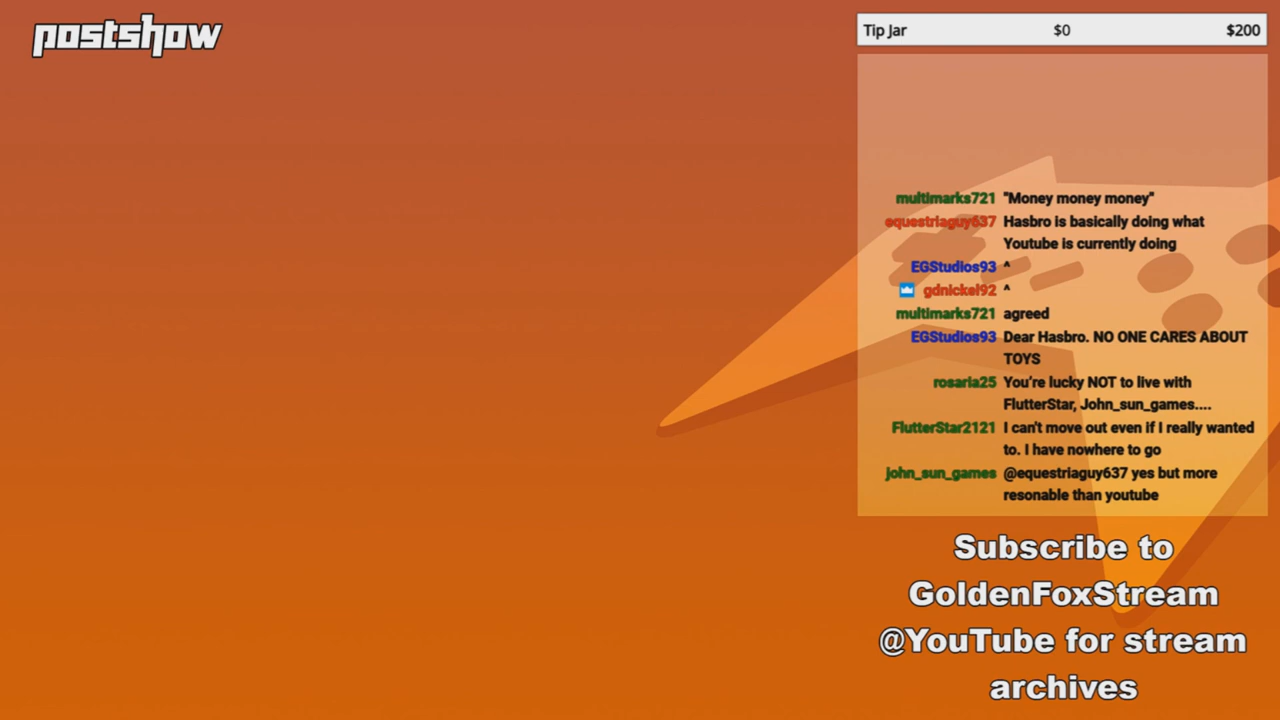 postshow
Tip Jar $0 $200
multimarks721 "Money money money"
equestriaguy637 Hasbro is basically doing what
Youtube is currently doing
EGStudios93 ^
gdnickel92 ^
multimarks721 agreed
EGStudios93 Dear Hasbro. NO ONE CARES ABOUT
TOYS
rosaria25 You're lucky NOT to live with
FlutterStar, John_sun_games....
FlutterStar2121 I can't move out even if I really wanted
to. I have nowhere to go
john_sun_games @equestriaguy637 yes but more
resonable than youtube
Subscribe to
GoldenFoxStream
@YouTube for stream
archives